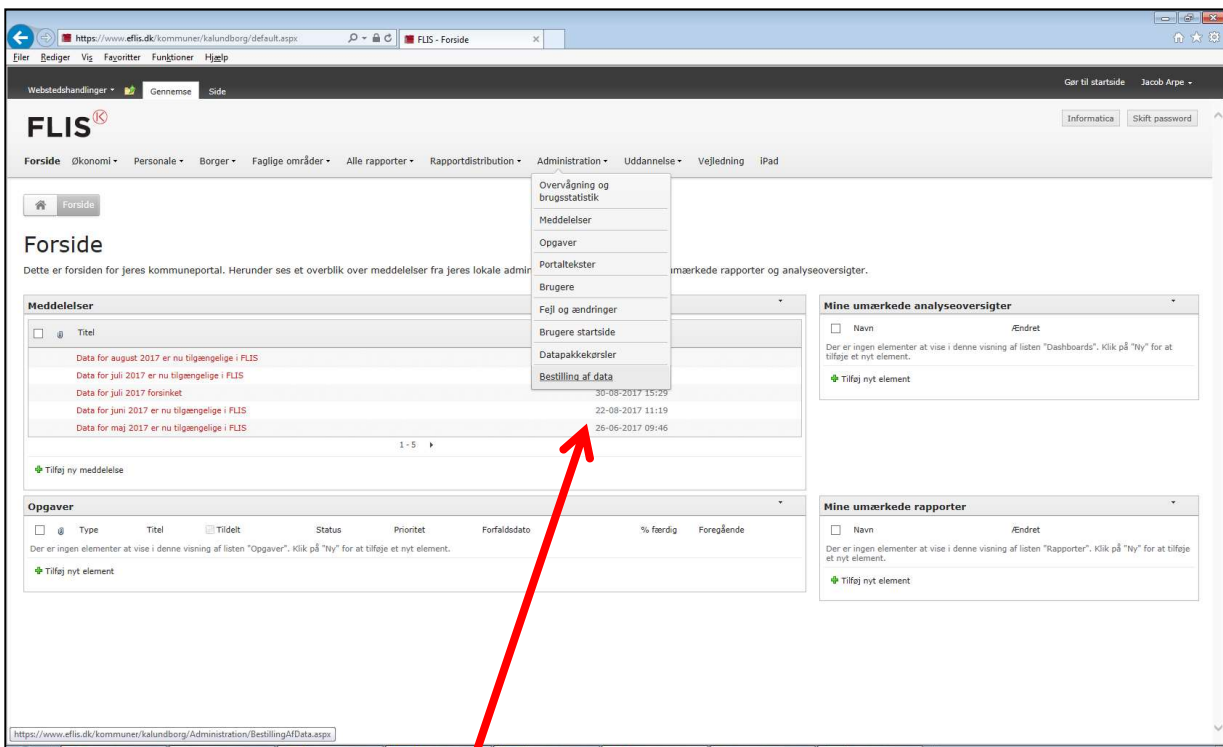 https://www.eflis.dk/kommuner/kalundborg/default.aspx
FLIS - Forside
Filer Rediger Vis Favoritter Funktioner Hjælp
Webstedshandlinger Gennemse Side
Gør til startside Jacob Arpe
FLIS K
Informatica Skift password
Forside Økonomi Personale Borger Faglige områder Alle rapporter Rapportdistribution Administration Uddannelse Vejledning iPad
Overvågning og
brugsstatistik
Meddelelser
Opgaver
Portaltekster
Brugere
Fejl og ændringer
Brugere startside
Datapakkekørsler
Bestilling af data
Forside
Forside
Dette er forsiden for jeres kommuneportal. Herunder ses et overblik over meddelelser fra jeres lokale admin umærkede rapporter og analyseoversigter.
Meddelelser
Titel
Data for august 2017 er nu tilgængelige i FLIS
Data for juli 2017 er nu tilgængelige i FLIS
Data for juli 2017 forsinket 30-08-2017 15:29
Data for juni 2017 er nu tilgængelige i FLIS 22-08-2017 11:19
Data for maj 2017 er nu tilgængelige i FLIS 26-06-2017 09:46
1 - 5
Tilføj ny meddelelse
Mine umærkede analyseoversigter
Navn Ændret
Der er ingen elementer at vise i denne visning af listen "Dashboards". Klik på "Ny" for at
tilføje et nyt element.
Tilføj nyt element
Opgaver
Type Titel Tildelt Status Prioritet Forfaldsdato % færdig Foregående
Der er ingen elementer at vise i denne visning af listen "Opgaver". Klik på "Ny" for at tilføje et nyt element.
Tilføj nyt element
Mine umærkede rapporter
Navn Ændret
Der er ingen elementer at vise i denne visning af listen "Rapporter". Klik på "Ny" for at tilføje
et nyt element.
Tilføj nyt element
https://www.eflis.dk/kommuner/kalundborg/Administration/BestillingAfData.aspx